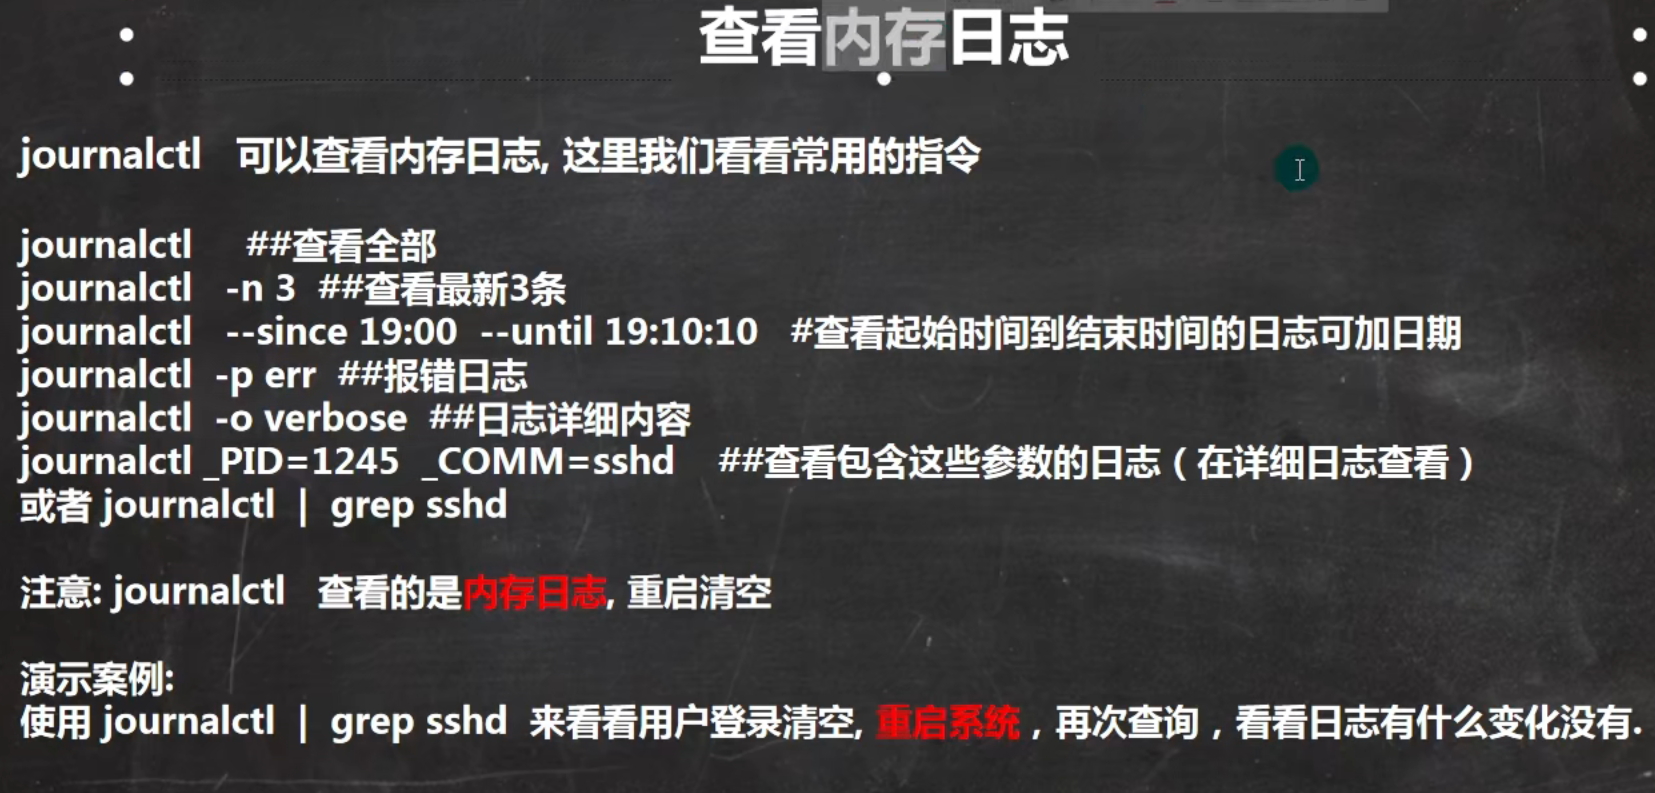 查看内存日志
journalctl 可以查看内存日志, 这里我们看看常用的指令
journalctl ##查看全部
journalctl -n 3 ##查看最新3条
journalctl --since 19:00 --until 19:10:10 #查看起始时间到结束时间的日志可加日期
journalctl -p err ##报错日志
journalctl -o verbose ##日志详细内容
journalctl _PID=1245 _COMM=sshd ##查看包含这些参数的日志（在详细日志查看）
或者 journalctl | grep sshd
注意: journalctl 查看的是内存日志, 重启清空
演示案例:
使用 journalctl | grep sshd 来看看用户登录清空, 重启系统，再次查询，看看日志有什么变化没有.